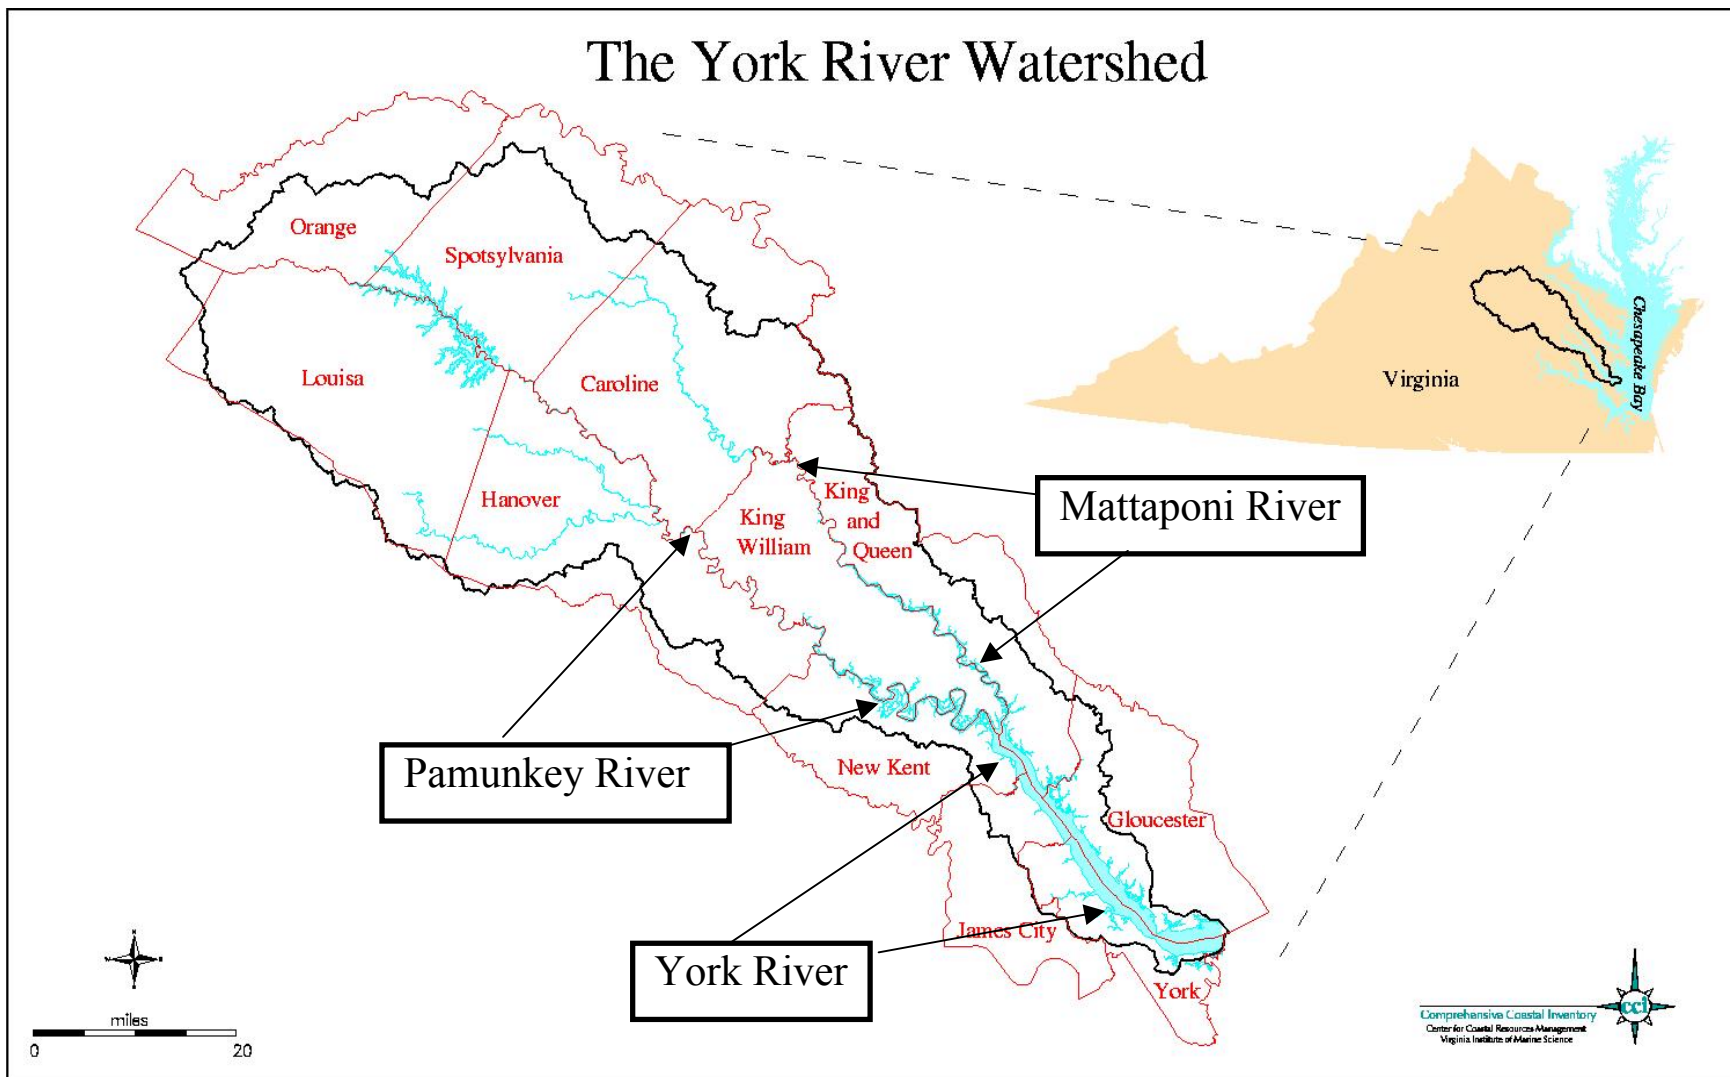 The York River Watershed
Orange
Spotsylvania
Louisa
Caroline
Hanover
King
William
King
and
Queen
Mattaponi River
Virginia
Chesapeake Bay
Pamunkey River
New Kent
Gloucester
James City
York River
York
N
W
E
S
miles
0
20
cci
Comprehensive Coastal Inventory
Center for Coastal Resources Management
Virginia Institute of Marine Science